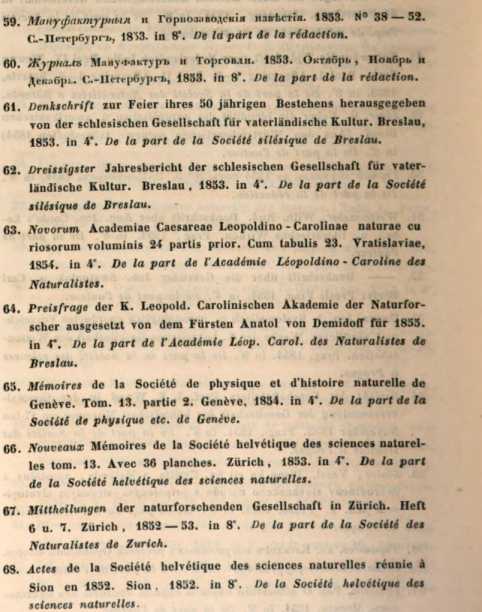 59. Мануфактурныя и Горнозаводскія извѣстія. 1853. Nº 38 — 52.
С.-Петербургъ, 1853. in 8°. De la part de la rédaction.
60. Журналъ Мануфактуръ и Торговли. 1853. Октябрь, Ноябрь и
Декабрь. С.-Петербургъ, 1853. in 8°. De la part de la rédaction.
61. Denkschrift zur Feier ihres 50 jährigen Bestehens herausgegeben
von der schlesischen Gesellschaft für vaterländische Kultur. Breslau,
1853. in 4°. De la part de la Société silésique de Breslau.
62. Dreissigster Jahresbericht der schlesischen Gesellschaft für vater-
ländische Kultur. Breslau, 1853. in 4°. De la part de la Société
silésique de Breslau.
63. Novorum Academiae Caesareae Leopoldino - Carolinae naturae cu
riosorum voluminis 24 partis prior. Cum tabulis 23. Vratislaviae,
1854. in 4°. De la part de l'Académie Léopoldino - Caroline des
Naturalistes.
64. Preisfrage der K. Leopold. Carolinischen Akademie der Naturfor-
scher ausgesetzt von dem Fürsten Anatol von Demidoff für 1855.
in 4°. De la part de l'Académie Léop. Carol. des Naturalistes de
Breslau.
65. Mémoires de la Société de physique et d'histoire naturelle de
Genève. Tom. 13. partie 2. Genève, 1854. in 4°. De la part de la
Société de physique etc. de Genève.
66. Nouveaux Mémoires de la Société helvétique des sciences naturel-
les tom. 13. Avec 36 planches. Zürich, 1853. in 4°. De la part
de la Société helvétique des sciences naturelles.
67. Mittheilungen der naturforschenden Gesellschaft in Zürich. Heft
6 u. 7. Zürich, 1852 — 53. in 8°. De la part de la Société des
Naturalistes de Zurich.
68. Actes de la Société helvétique des sciences naturelles réunie à
Sion en 1852. Sion, 1852. in 8°. De la Société helvétique des
sciences naturelles.